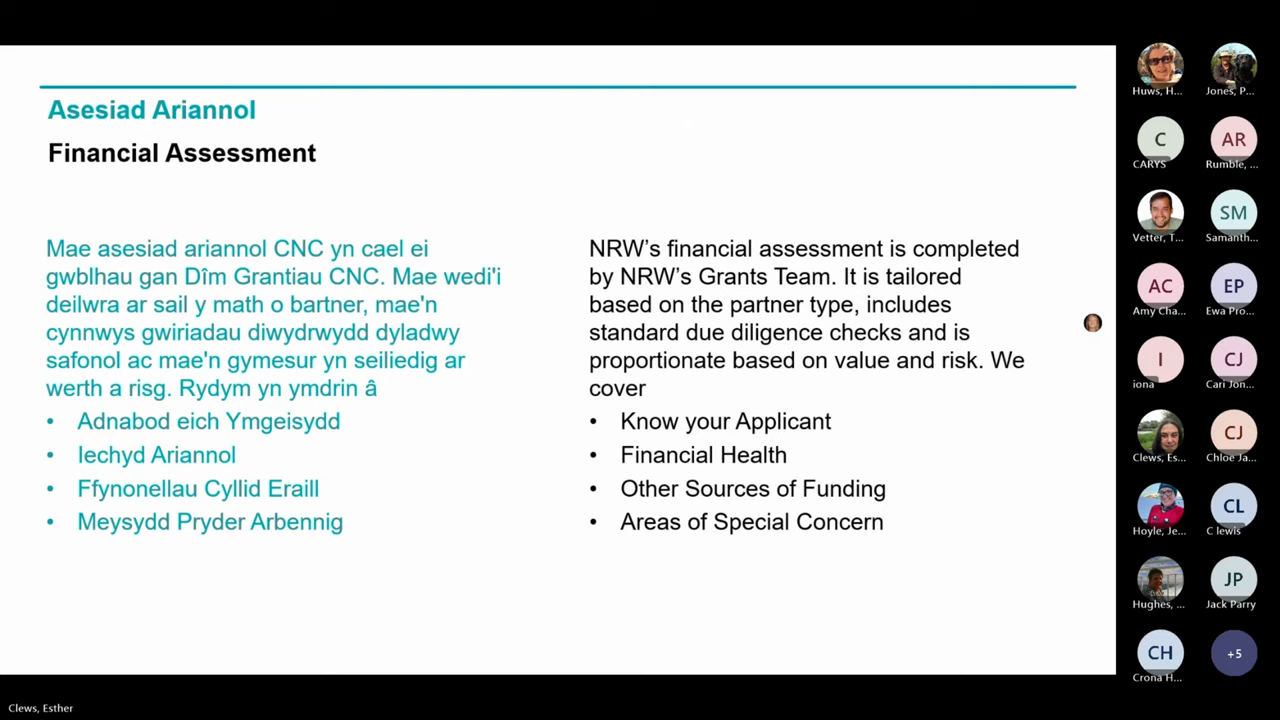 Asesiad Ariannol
Financial Assessment
Mae asesiad ariannol CNC yn cael ei
gwblhau gan Dîm Grantiau CNC. Mae wedi'i
deilwra ar sail y math o bartner, mae'n
cynnwys gwiriadau diwydrwydd dyladwy
safonol ac mae'n gymesur yn seiliedig ar
werth a risg. Rydym yn ymdrin â
• Adnabod eich Ymgeisydd
• Iechyd Ariannol
• Ffynonellau Cyllid Eraill
• Meysydd Pryder Arbennig
NRW’s financial assessment is completed
by NRW’s Grants Team. It is tailored
based on the partner type, includes
standard due diligence checks and is
proportionate based on value and risk. We
cover
• Know your Applicant
• Financial Health
• Other Sources of Funding
• Areas of Special Concern
Huws, H...
Jones, P...
C
CARYS
AR
Rumble, ...
Vetter, T...
SM
Samanth...
AC
Amy Cha...
EP
Ewa Pro...
I
iona
CJ
Cari Jon...
Clews, Es...
CJ
Chloe Ja...
Hoyle, Je...
CL
C lewis
Hughes, ...
JP
Jack Parry
CH
Crona H...
+5
Clews, Esther